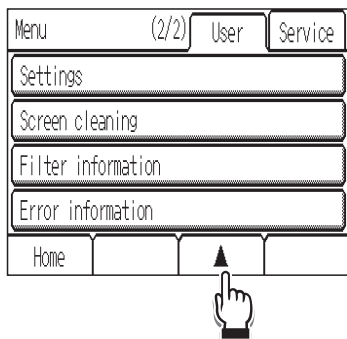 Menu (2/2) User Service
Settings
Screen cleaning
Filter information
Error information
Home ▲